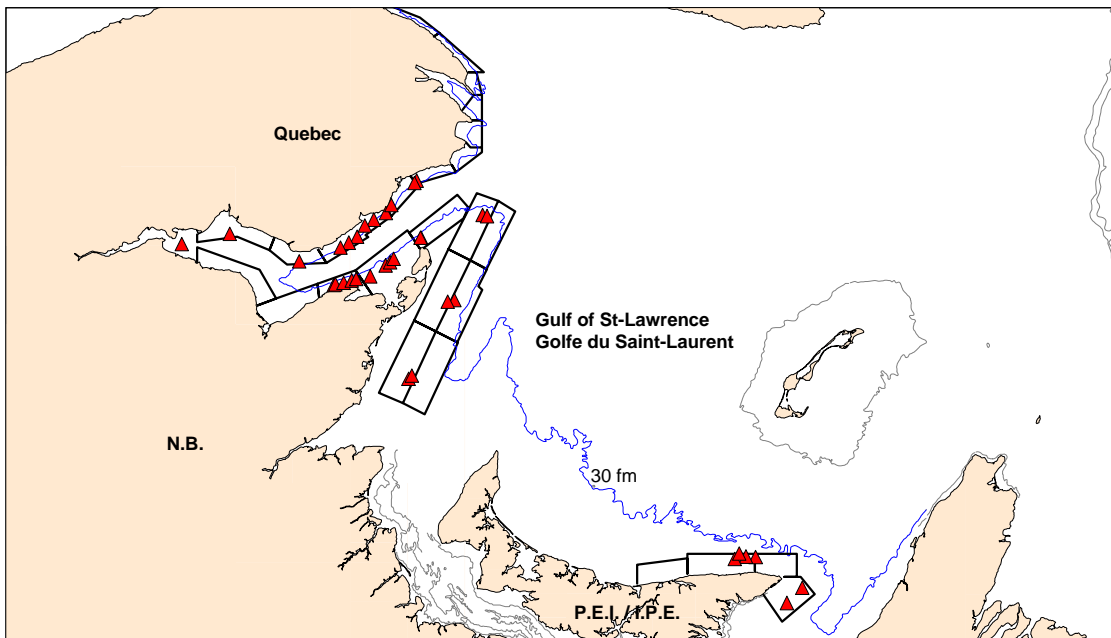 Quebec
Gulf of St-Lawrence
Golfe du Saint-Laurent
N.B.
30 fm
P.E.I. / I.P.E.